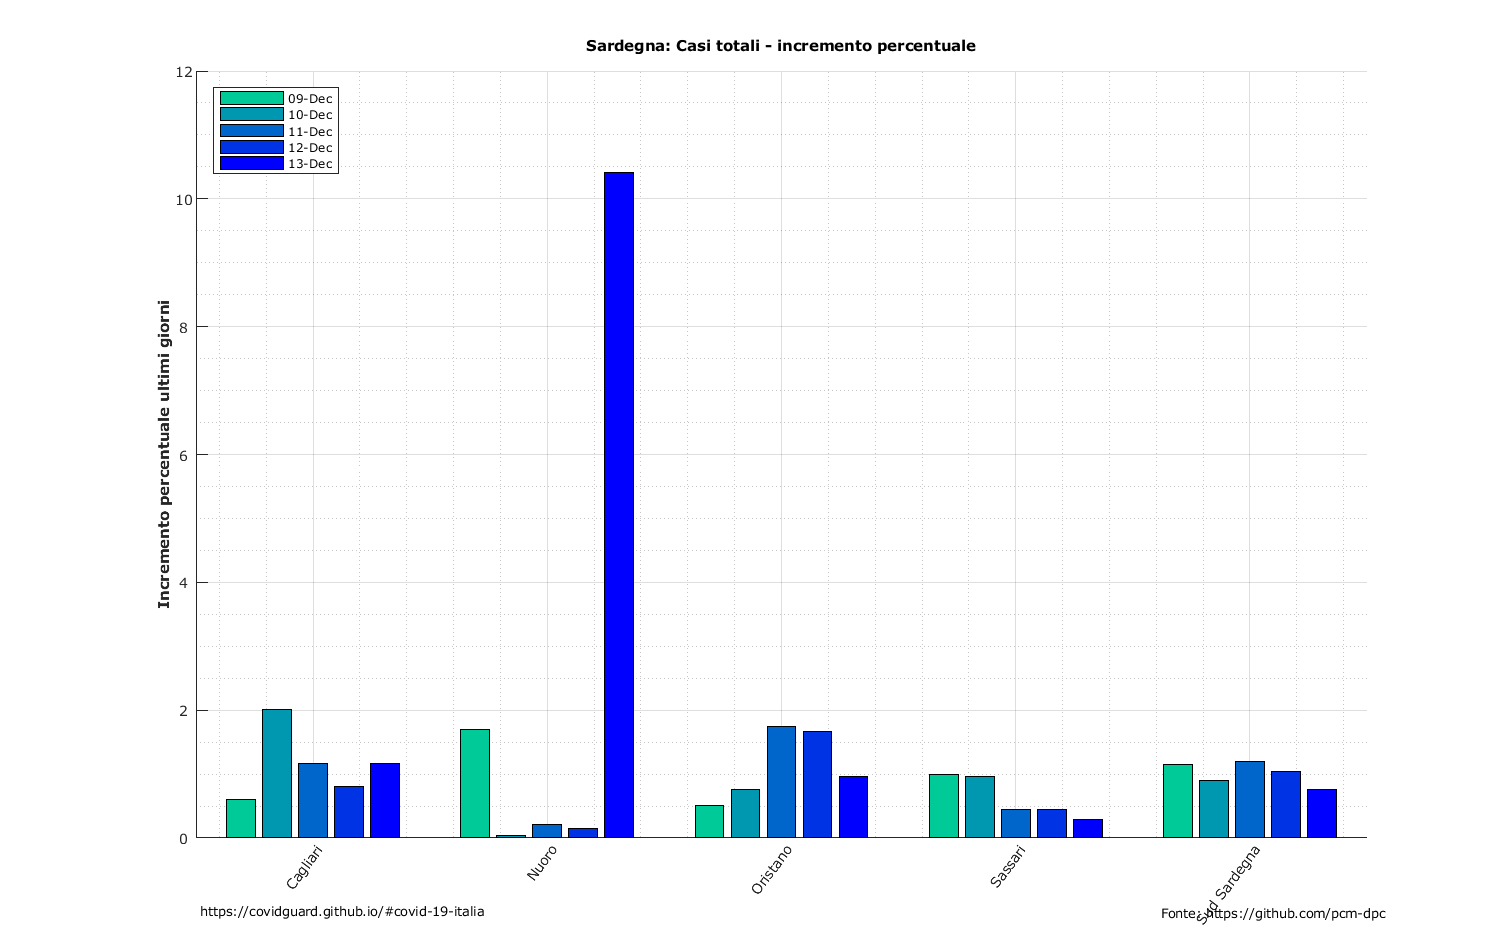 Sardegna: Casi totali - incremento percentuale
12
10
8
6
4
2
0
Incremento percentuale ultimi giorni
09-Dec
10-Dec
11-Dec
12-Dec
13-Dec
Cagliari
Nuoro
Oristano
Sassari
Sud Sardegna
https://covidguard.github.io/#covid-19-italia
Fonte: https://github.com/pcm-dpc